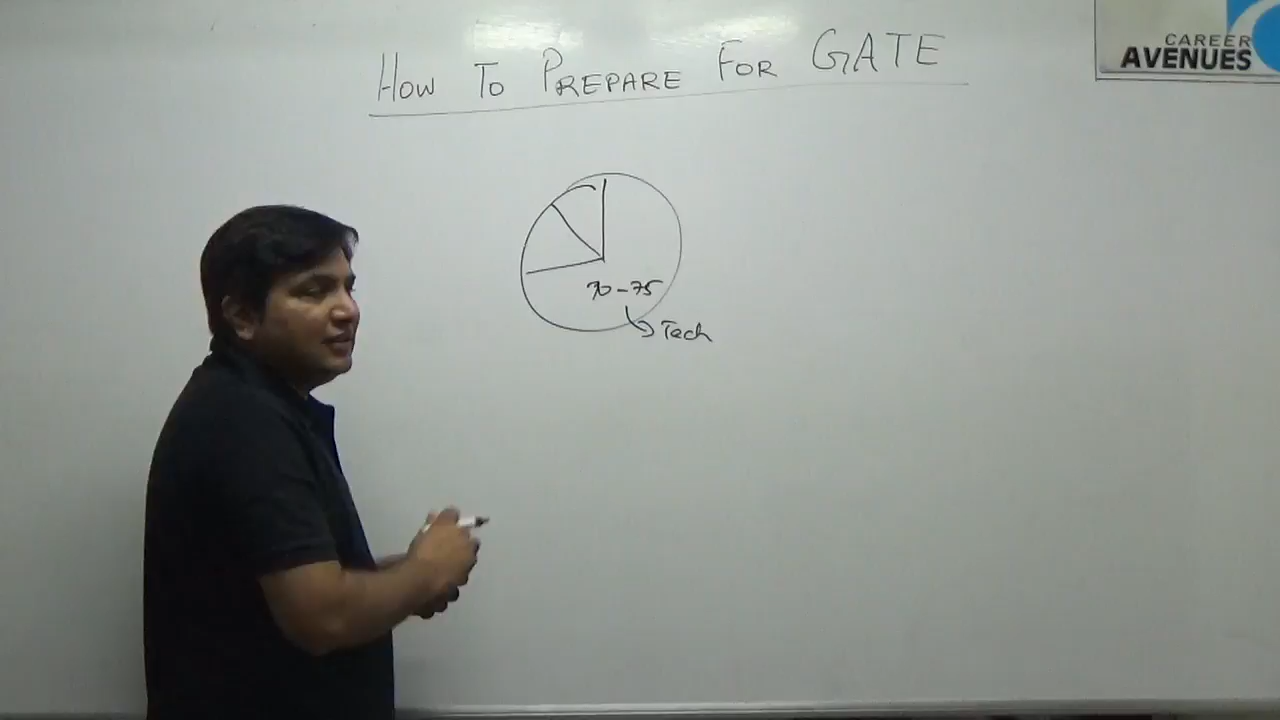 HOW TO PREPARE FOR GATE
CAREER
AVENUES
70-75
Tech